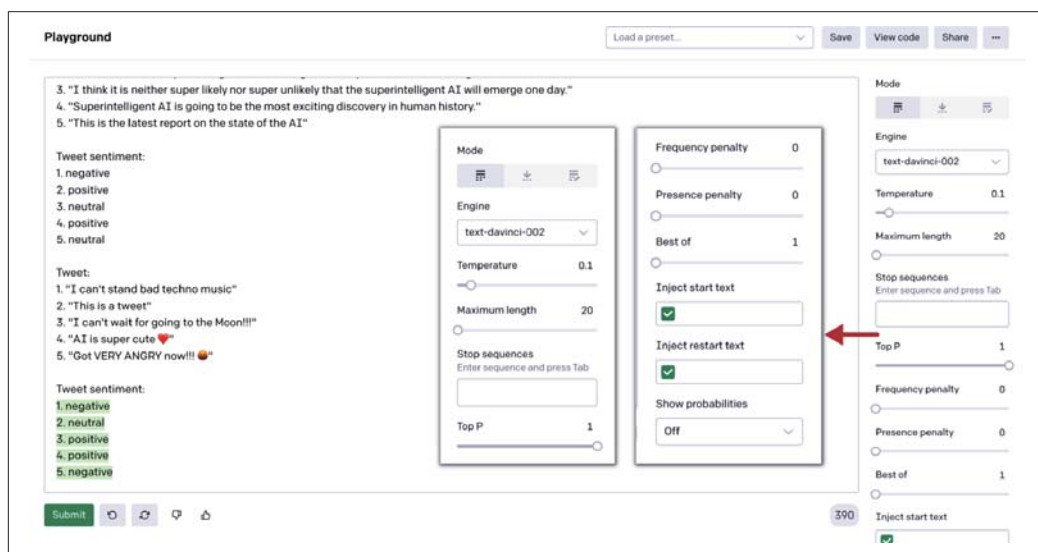 Playground
Load a preset...
Save
View code
Share
3. "I think it is neither super likely nor super unlikely that the superintelligent AI will emerge one day."
4. "Superintelligent AI is going to be the most exciting discovery in human history."
5. "This is the latest report on the state of the AI"
Tweet sentiment:
1. negative
2. positive
3. neutral
4. positive
5. neutral
Tweet:
1. "I can't stand bad techno music"
2. "This is a tweet"
3. "I can't wait for going to the Moon!!!"
4. "AI is super cute ❤️"
5. "Got VERY ANGRY now!!! 🤬"
Tweet sentiment:
1. negative
2. neutral
3. positive
4. positive
5. negative
Submit
390
Mode
Engine
text-davinci-002
Temperature 0.1
Maximum length 20
Stop sequences
Enter sequence and press Tab
Top P 1
Frequency penalty 0
Presence penalty 0
Best of 1
Inject start text
Inject restart text
Show probabilities
Off
Mode
Engine
text-davinci-002
Temperature 0.1
Maximum length 20
Stop sequences
Enter sequence and press Tab
Top P 1
Frequency penalty 0
Presence penalty 0
Best of 1
Inject start text